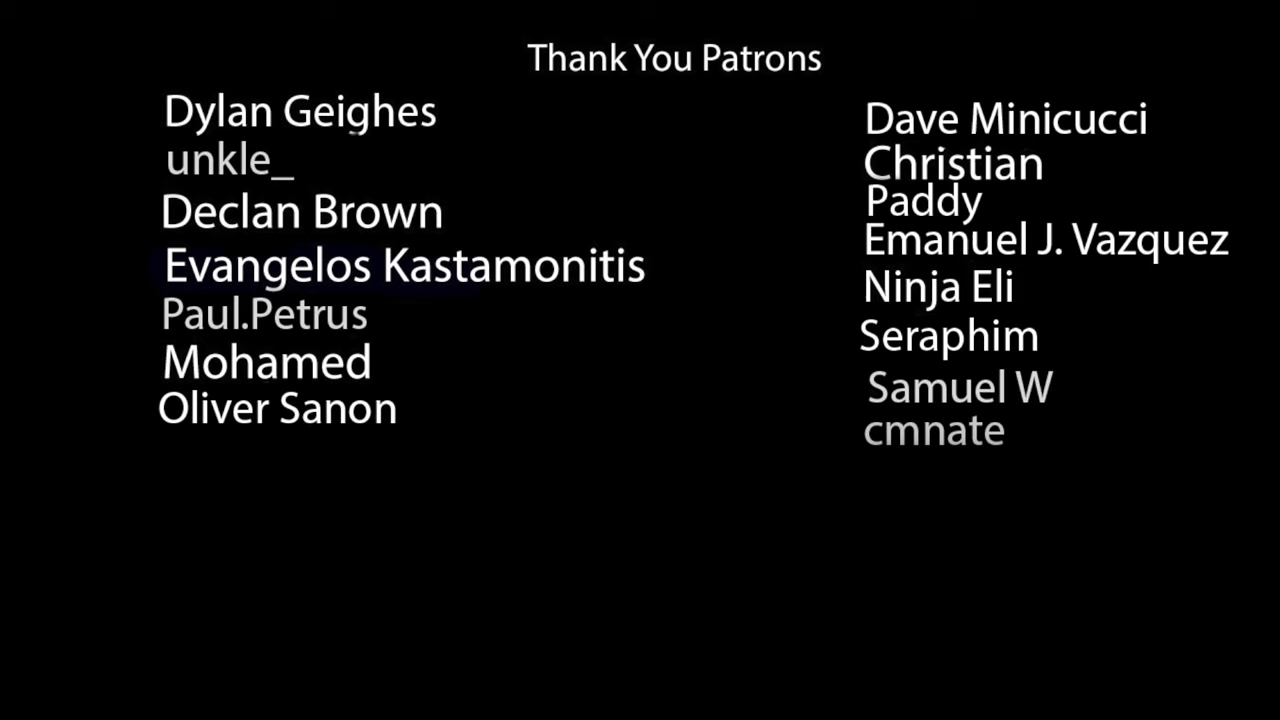 Thank You Patrons
Dylan Geighes
unkle_
Declan Brown
Evangelos Kastamonitis
Paul.Petrus
Mohamed
Oliver Sanon
Dave Minicucci
Christian
Paddy
Emanuel J. Vazquez
Ninja Eli
Seraphim
Samuel W
cmnate